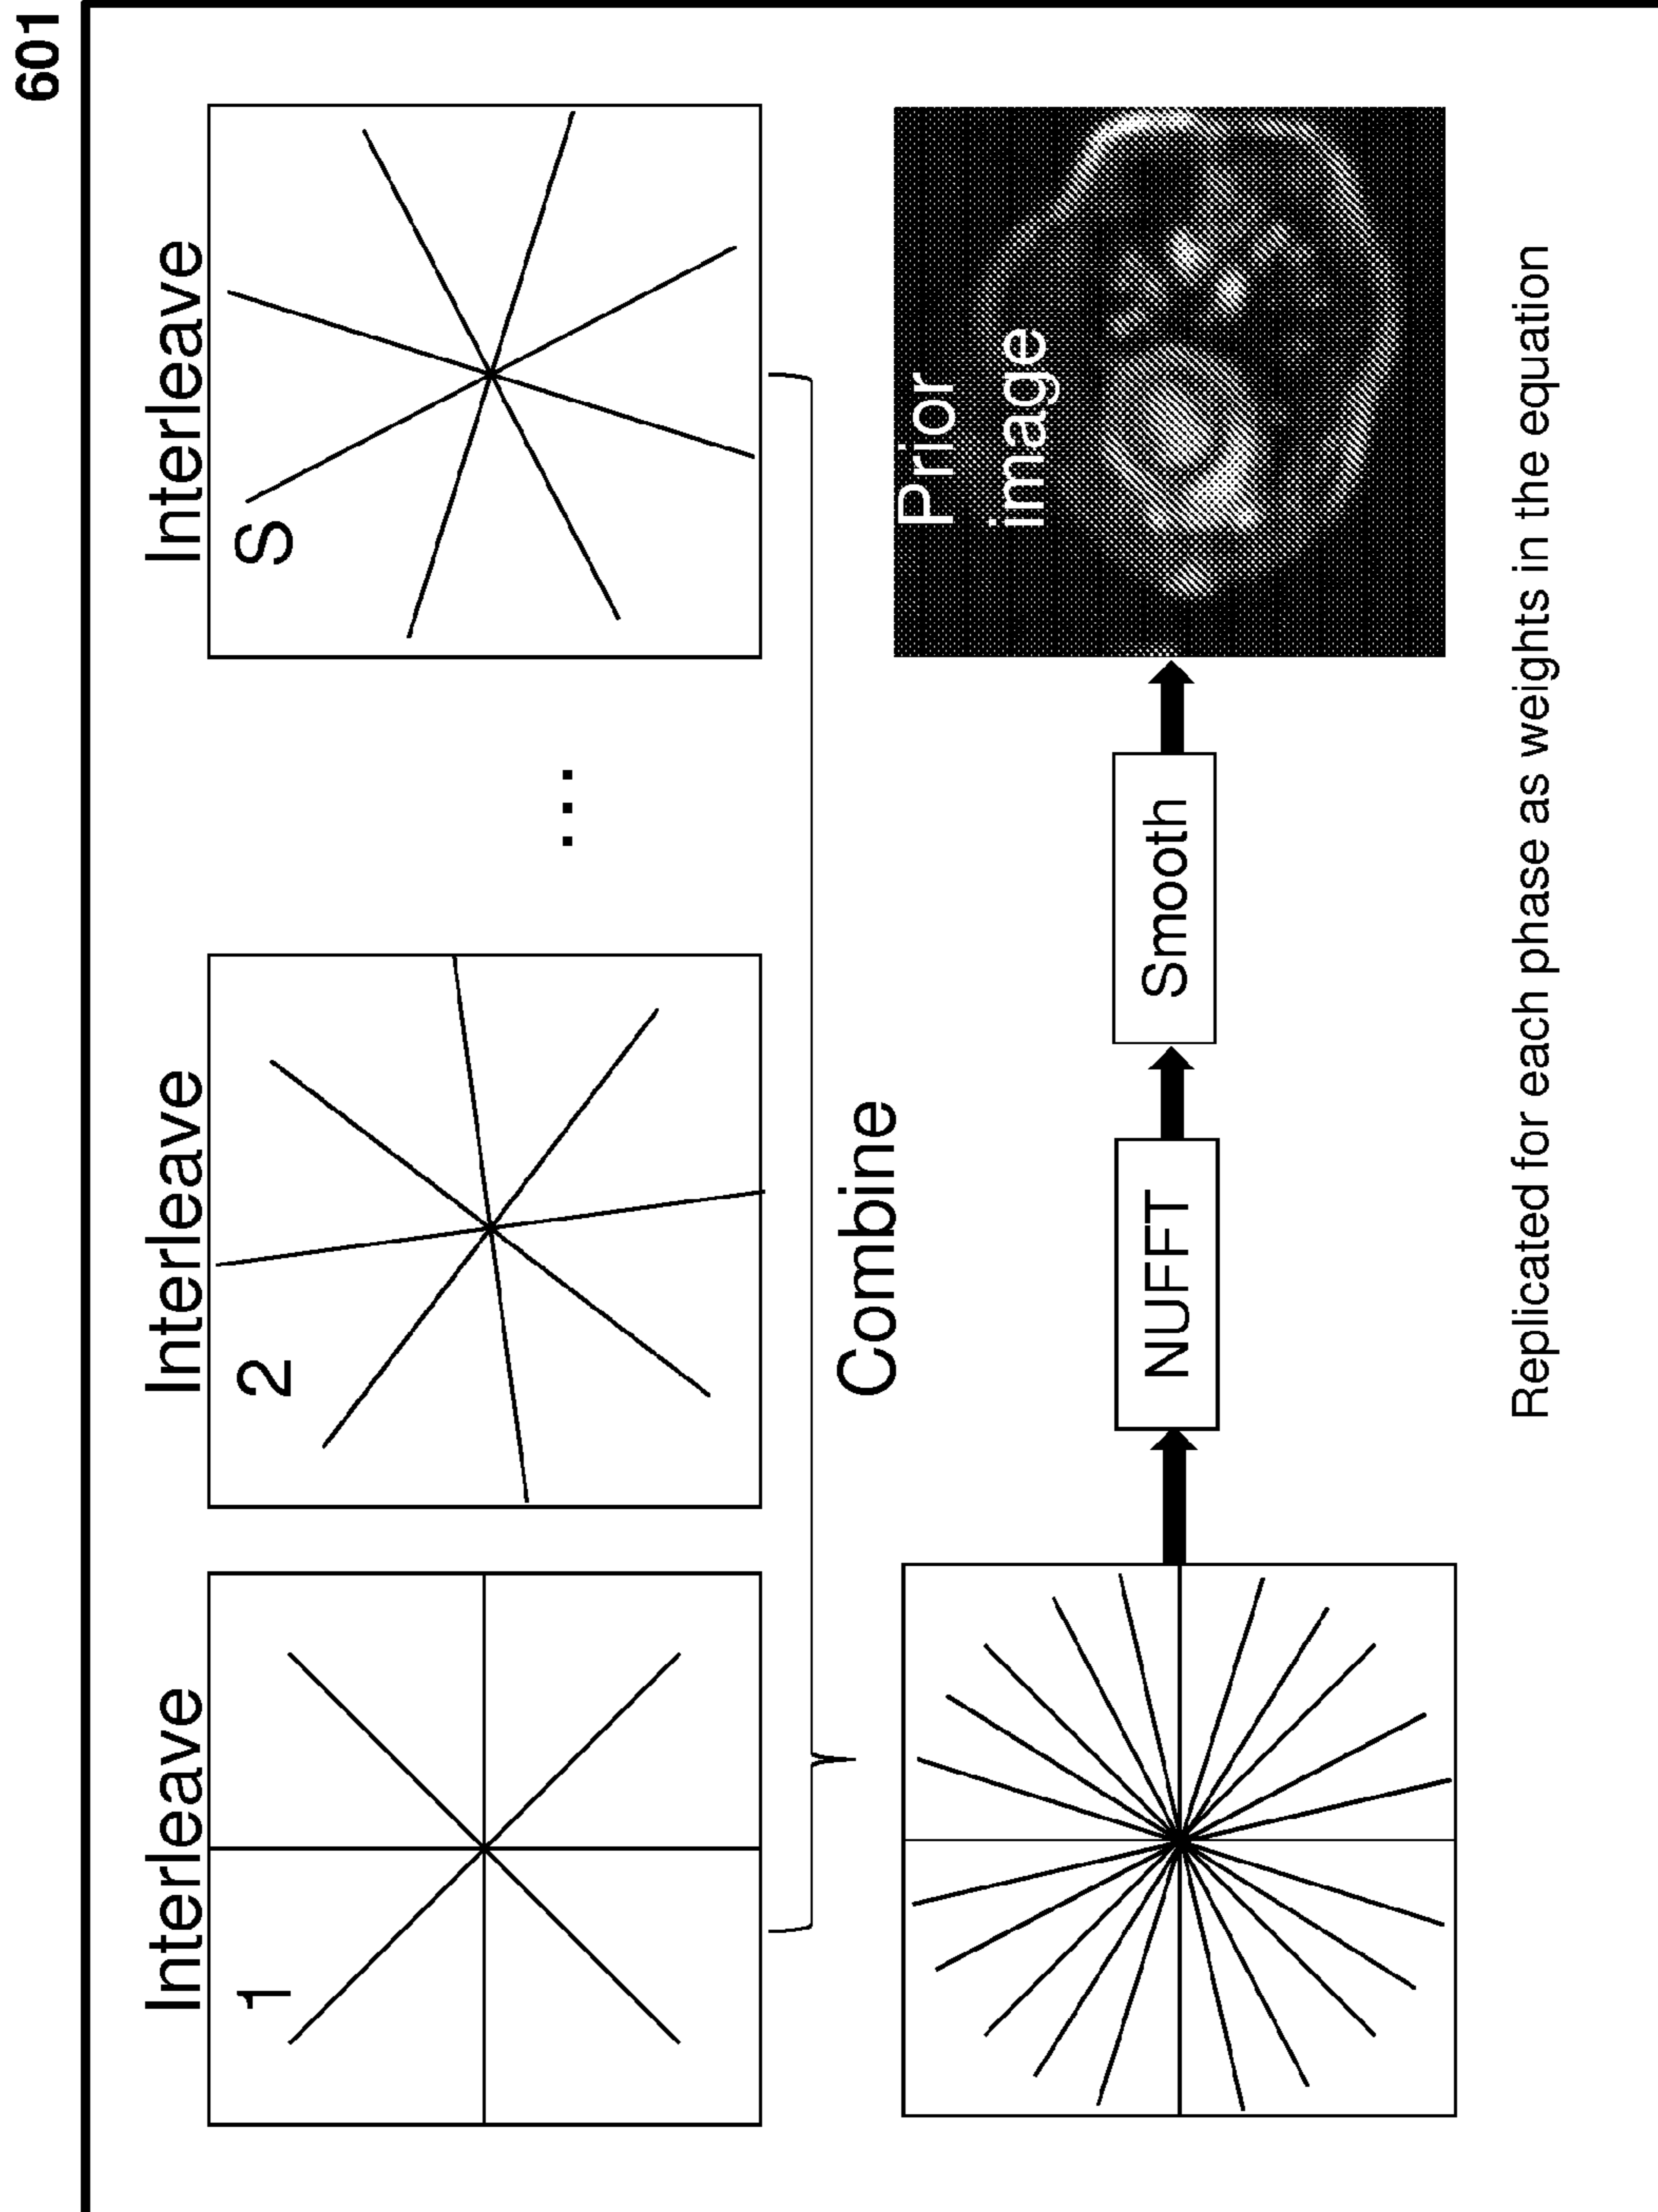 601
Interleave
1
Interleave
2
...
Interleave
S
Combine
NUFFT
Smooth
Prior
image
Replicated for each phase as weights in the equation